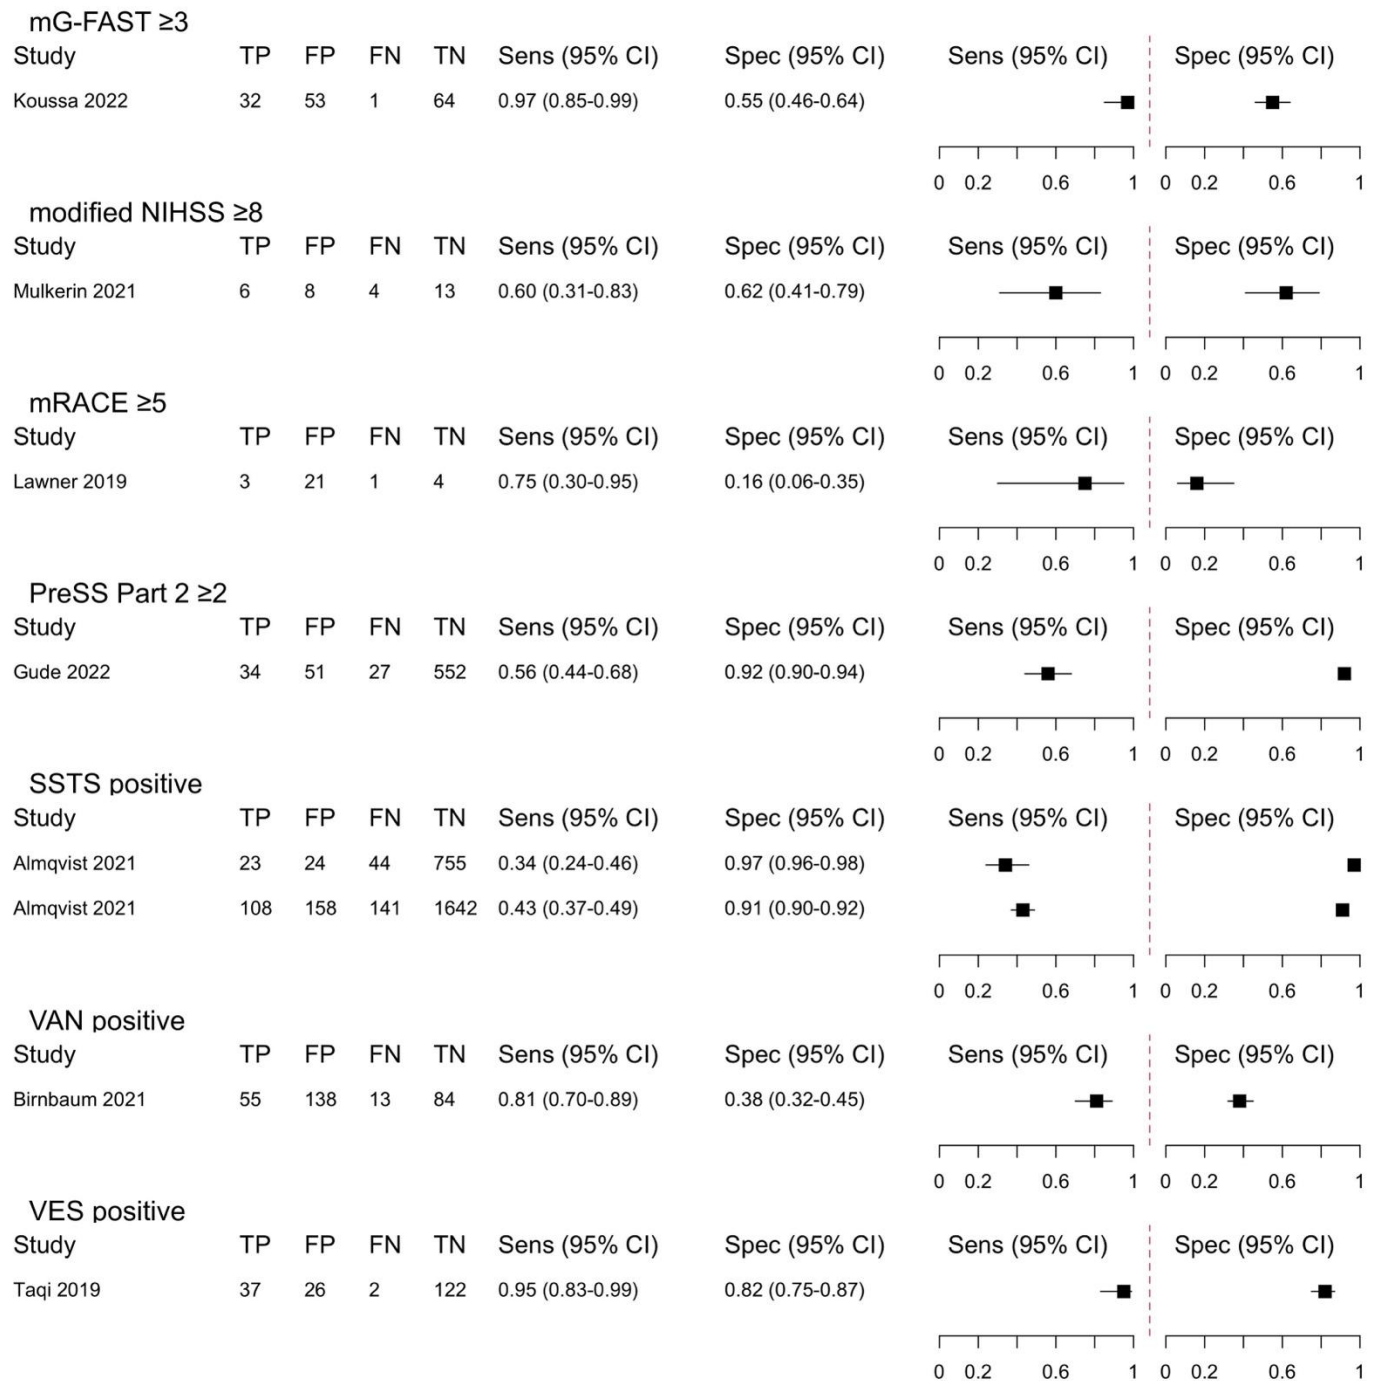 mG-FAST ≥3
Study TP FP FN TN Sens (95% CI) Spec (95% CI) Sens (95% CI) Spec (95% CI)
Koussa 2022 32 53 1 64 0.97 (0.85-0.99) 0.55 (0.46-0.64)
0 0.2 0.6 1 0 0.2 0.6 1
modified NIHSS ≥8
Study TP FP FN TN Sens (95% CI) Spec (95% CI) Sens (95% CI) Spec (95% CI)
Mulkerin 2021 6 8 4 13 0.60 (0.31-0.83) 0.62 (0.41-0.79)
0 0.2 0.6 1 0 0.2 0.6 1
mRACE ≥5
Study TP FP FN TN Sens (95% CI) Spec (95% CI) Sens (95% CI) Spec (95% CI)
Lawner 2019 3 21 1 4 0.75 (0.30-0.95) 0.16 (0.06-0.35)
0 0.2 0.6 1 0 0.2 0.6 1
PreSS Part 2 ≥2
Study TP FP FN TN Sens (95% CI) Spec (95% CI) Sens (95% CI) Spec (95% CI)
Gude 2022 34 51 27 552 0.56 (0.44-0.68) 0.92 (0.90-0.94)
0 0.2 0.6 1 0 0.2 0.6 1
SSTS positive
Study TP FP FN TN Sens (95% CI) Spec (95% CI) Sens (95% CI) Spec (95% CI)
Almqvist 2021 23 24 44 755 0.34 (0.24-0.46) 0.97 (0.96-0.98)
Almqvist 2021 108 158 141 1642 0.43 (0.37-0.49) 0.91 (0.90-0.92)
0 0.2 0.6 1 0 0.2 0.6 1
VAN positive
Study TP FP FN TN Sens (95% CI) Spec (95% CI) Sens (95% CI) Spec (95% CI)
Birnbaum 2021 55 138 13 84 0.81 (0.70-0.89) 0.38 (0.32-0.45)
0 0.2 0.6 1 0 0.2 0.6 1
VES positive
Study TP FP FN TN Sens (95% CI) Spec (95% CI) Sens (95% CI) Spec (95% CI)
Taqi 2019 37 26 2 122 0.95 (0.83-0.99) 0.82 (0.75-0.87)
0 0.2 0.6 1 0 0.2 0.6 1